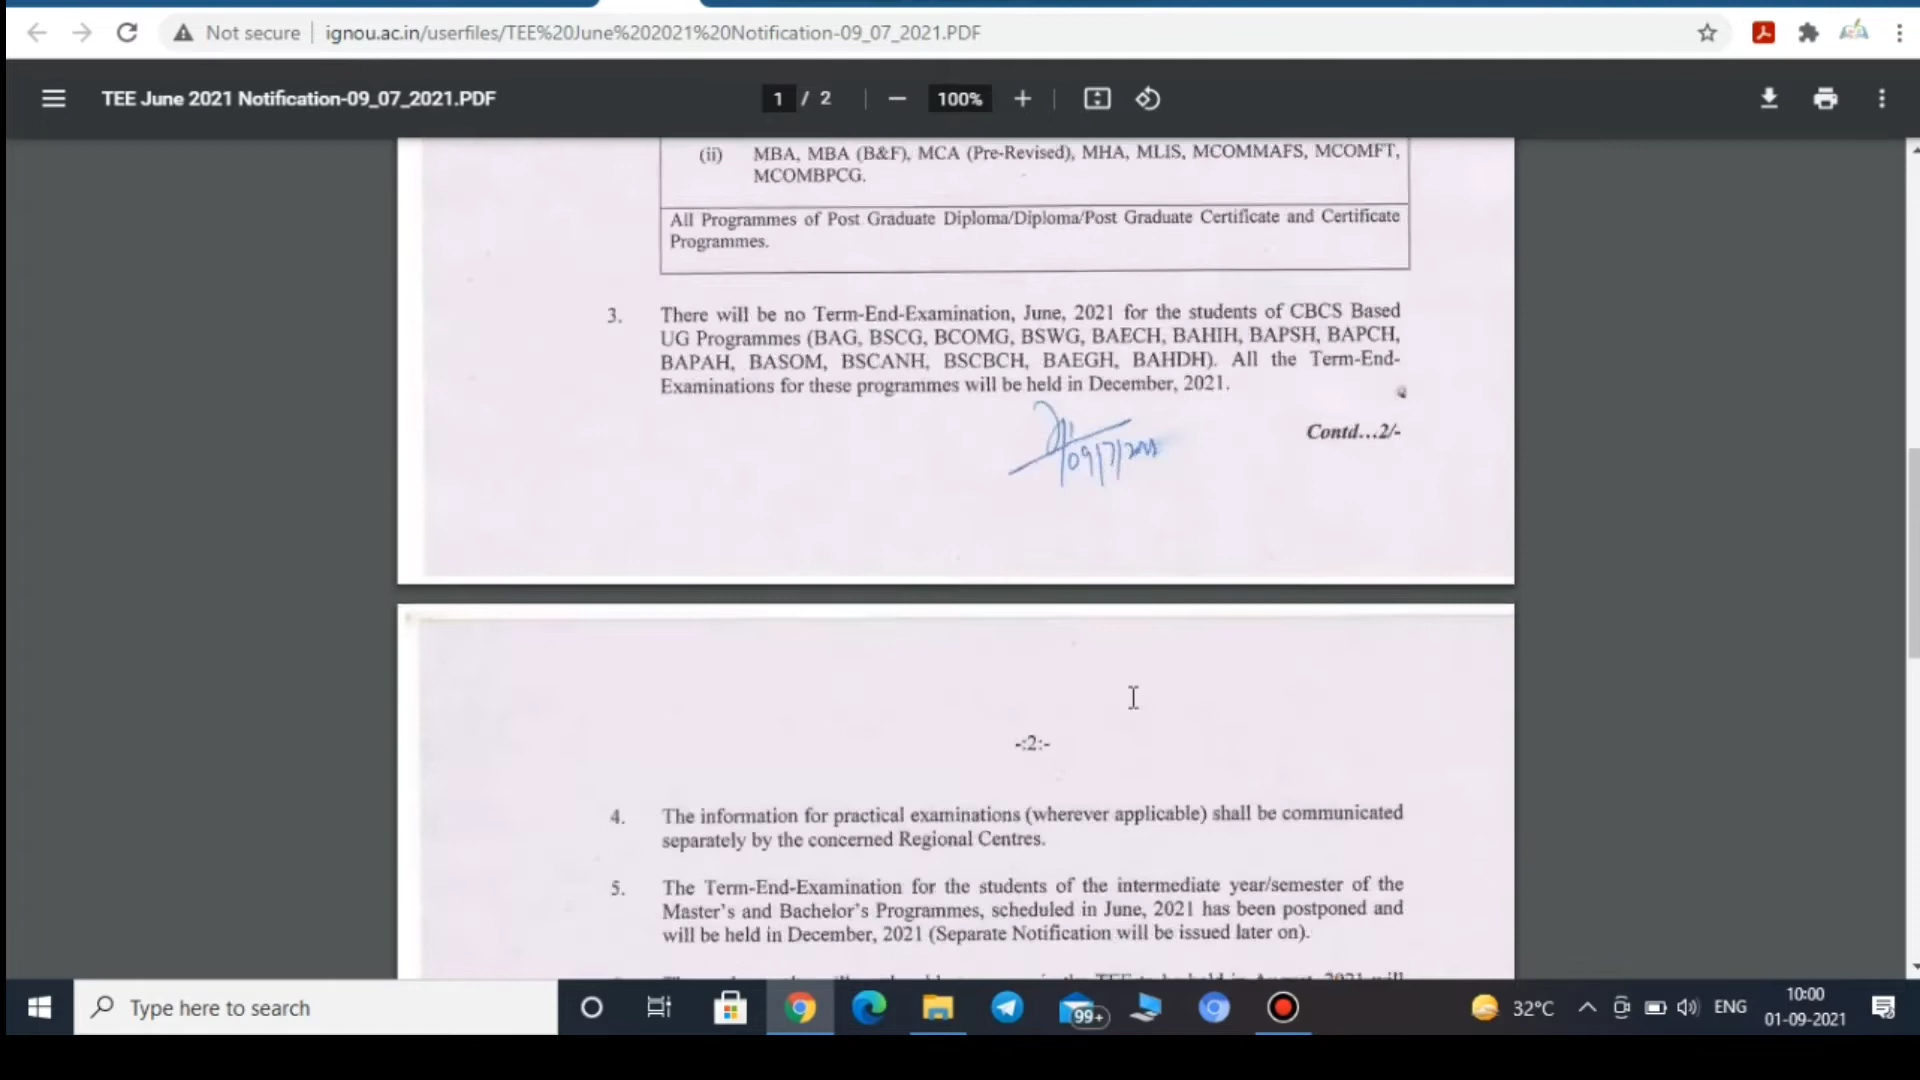 Not secure
ignou.ac.in/userfiles/TEE%20June%202021%20Notification-09_07_2021.PDF
TEE June 2021 Notification-09_07_2021.PDF
1 / 2
100%
(ii) MBA, MBA (B&F), MCA (Pre-Revised), MHA, MLIS, MCOMMAFS, MCOMFT,
MCOMBPCG.
All Programmes of Post Graduate Diploma/Diploma/Post Graduate Certificate and Certificate
Programmes.
3. There will be no Term-End-Examination, June, 2021 for the students of CBCS Based
UG Programmes (BAG, BSCG, BCOMG, BSWG, BAECH, BAHIH, BAPSH, BAPCH,
BAPAH, BASOM, BSCANH, BSCBCH, BAEGH, BAHDH). All the Term-End-
Examinations for these programmes will be held in December, 2021.
Contd...2/-
-:2:-
4. The information for practical examinations (wherever applicable) shall be communicated
separately by the concerned Regional Centres.
5. The Term-End-Examination for the students of the intermediate year/semester of the
Master's and Bachelor's Programmes, scheduled in June, 2021 has been postponed and
will be held in December, 2021 (Separate Notification will be issued later on).
Type here to search
99+
32°C
ENG
10:00
01-09-2021